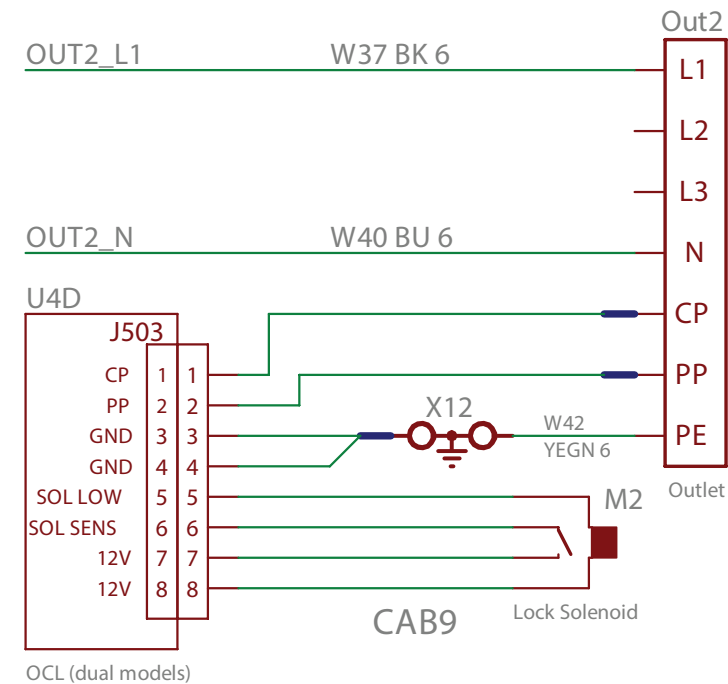 Out2
OUT2_L1 W37 BK 6 L1
L2
L3
OUT2_N W40 BU 6 N
U4D
CP
J503
CP 1 1
PP
PP 2 2
X12
GND 3 3
W42
YEGN 6
PE
GND 4 4
SOL LOW 5 5
M2
Outlet
SOL SENS 6 6
12V 7 7
12V 8 8
CAB9
Lock Solenoid
OCL (dual models)